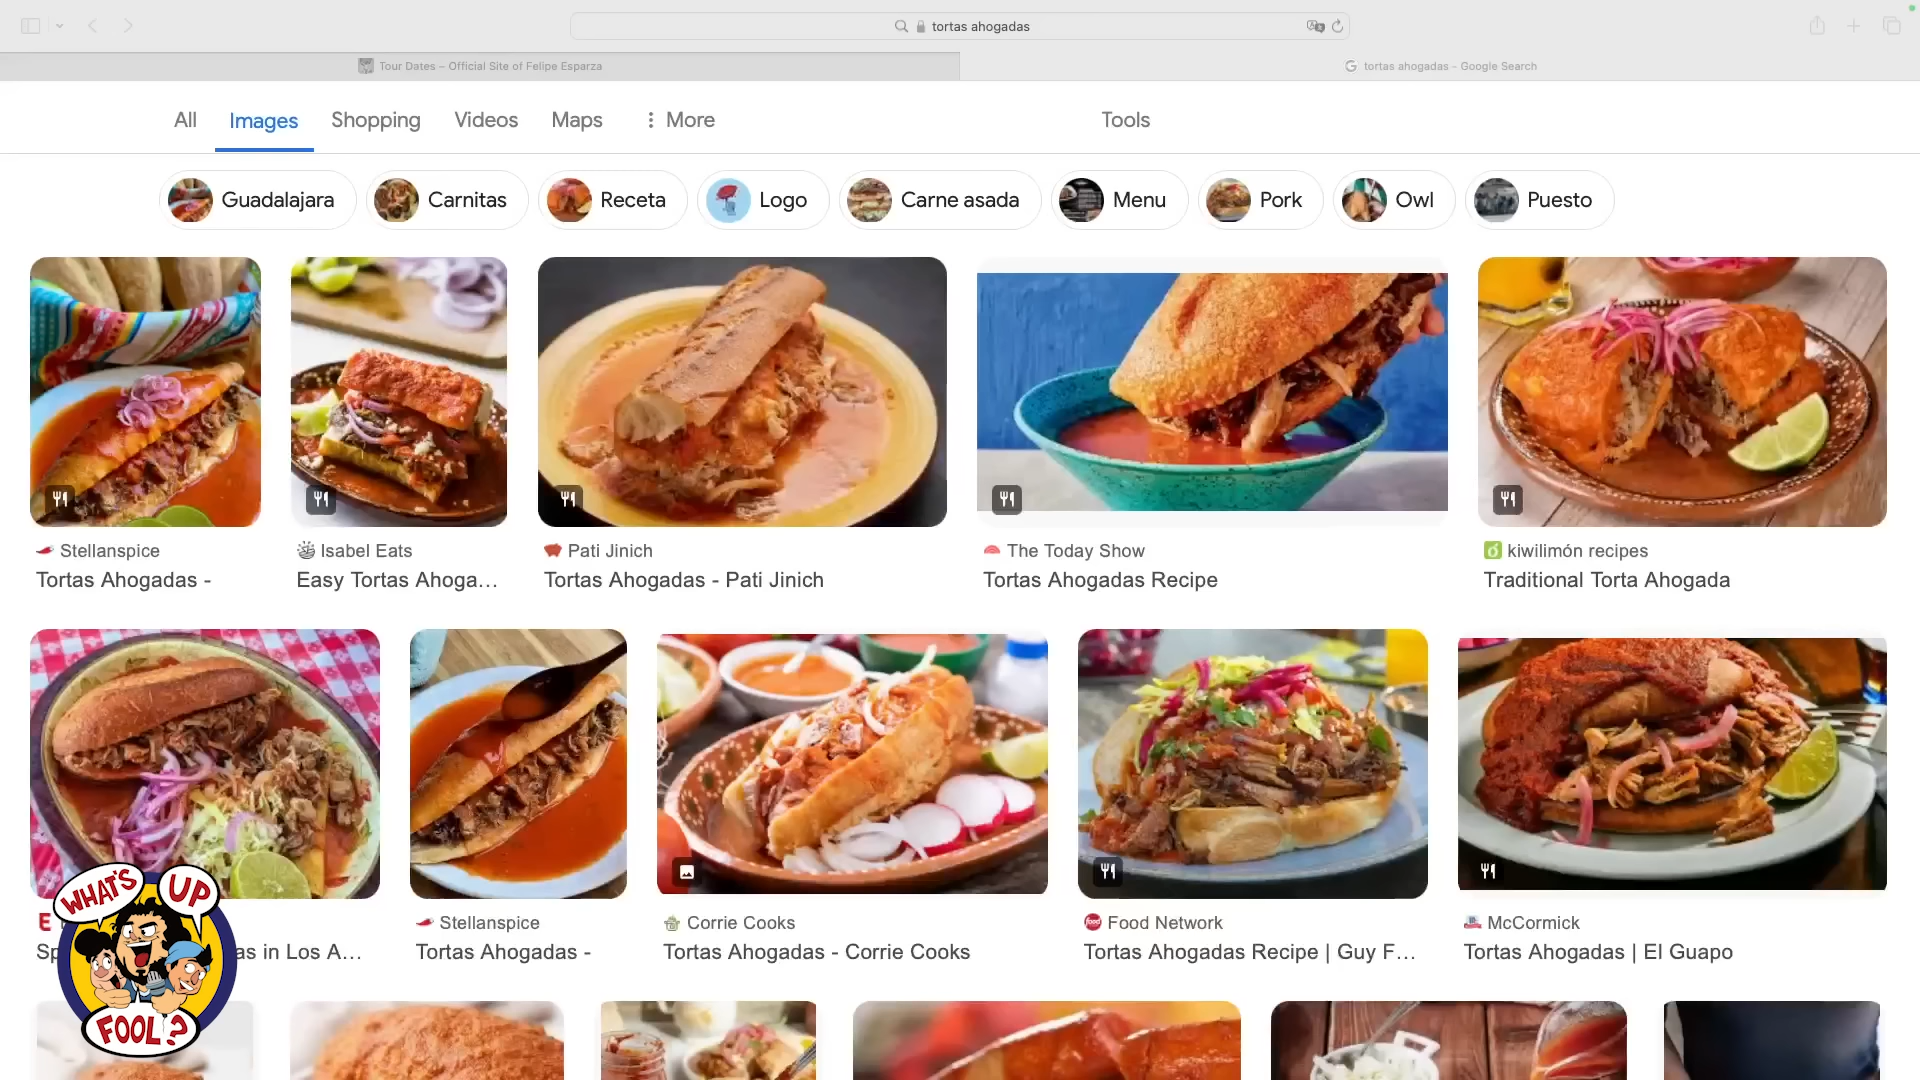 tortas ahogadas
Tour Dates – Official Site of Felipe Esparza
tortas ahogadas - Google Search
All
Images
Shopping
Videos
Maps
More
Tools
Guadalajara
Carnitas
Receta
Logo
Carne asada
Menu
Pork
Owl
Puesto
Stellanspice
Isabel Eats
Pati Jinich
The Today Show
kiwilimón recipes
Tortas Ahogadas -
Easy Tortas Ahoga...
Tortas Ahogadas - Pati Jinich
Tortas Ahogadas Recipe
Traditional Torta Ahogada
E
Stellanspice
Corrie Cooks
food
Food Network
McCormick
Sp
as in Los A...
Tortas Ahogadas -
Tortas Ahogadas - Corrie Cooks
Tortas Ahogadas Recipe | Guy F...
Tortas Ahogadas | El Guapo
WHAT'S
UP
FOOL?